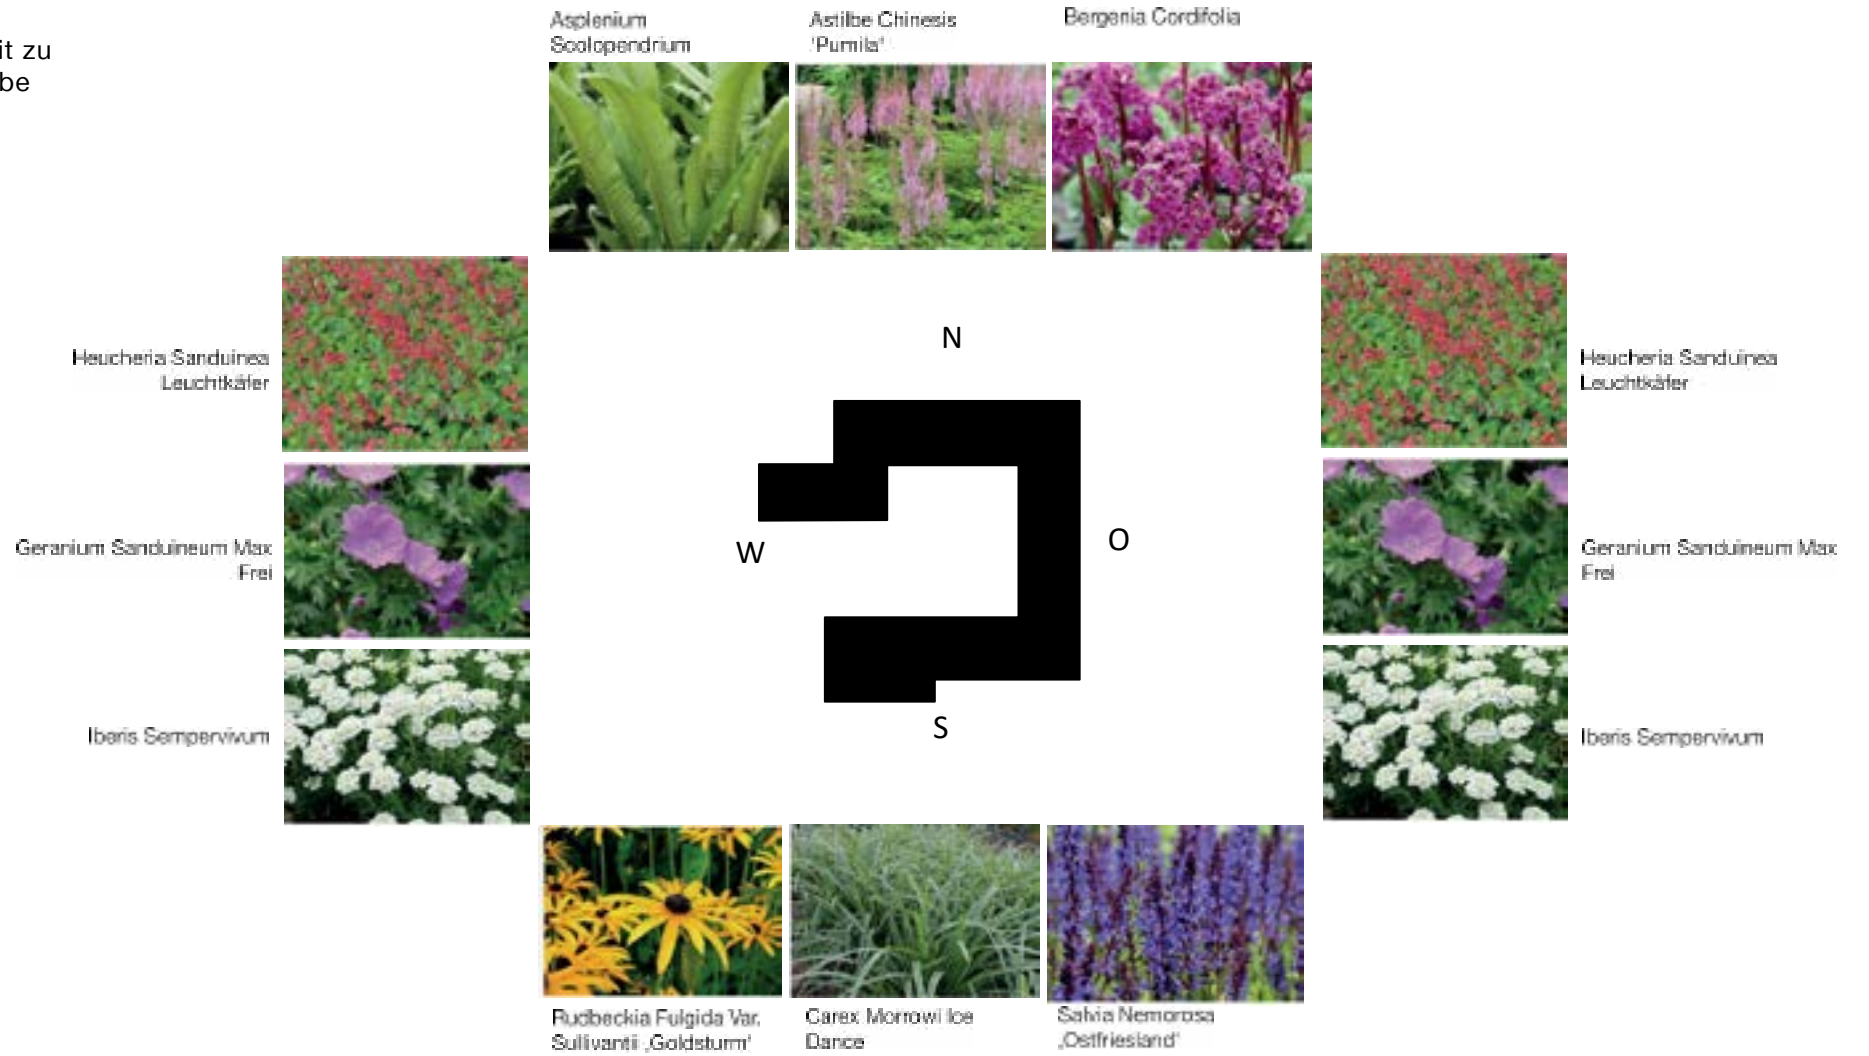 it zu
be
Asplenium
Scolopendrium
Astilbe Chinesis
'Pumila'
Bergenia Cordifolia
Heucheria Sanduinea
Leuchtkäfer
Heucheria Sanduinea
Leuchtkäfer
N
W
O
S
Geranium Sanduineum Max
Frei
Geranium Sanduineum Max
Frei
Iberis Sempervivum
Iberis Sempervivum
Rudbeckia Fulgida Var.
Sullivantii ‚Goldsturm'
Carex Morrowi Ice
Dance
Salvia Nemorosa
‚Ostfriesland'